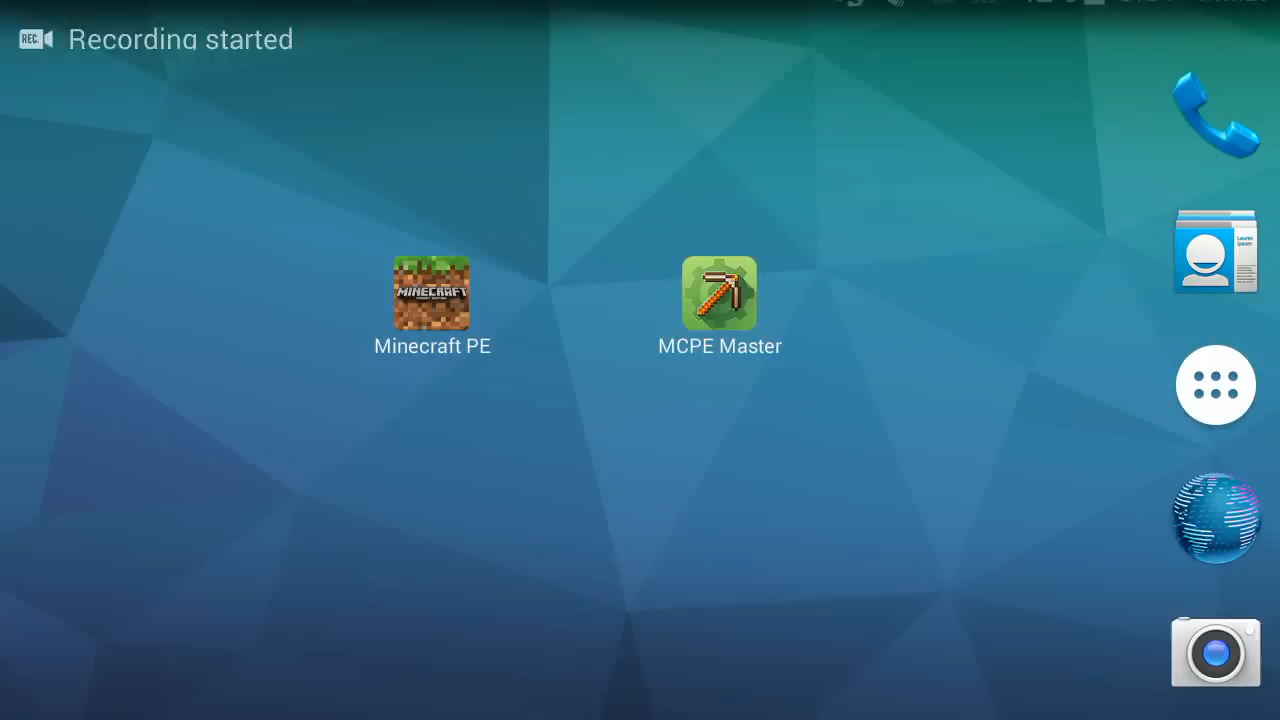 REC.
Recording started
MINECRAFT
Minecraft PE
MCPE Master